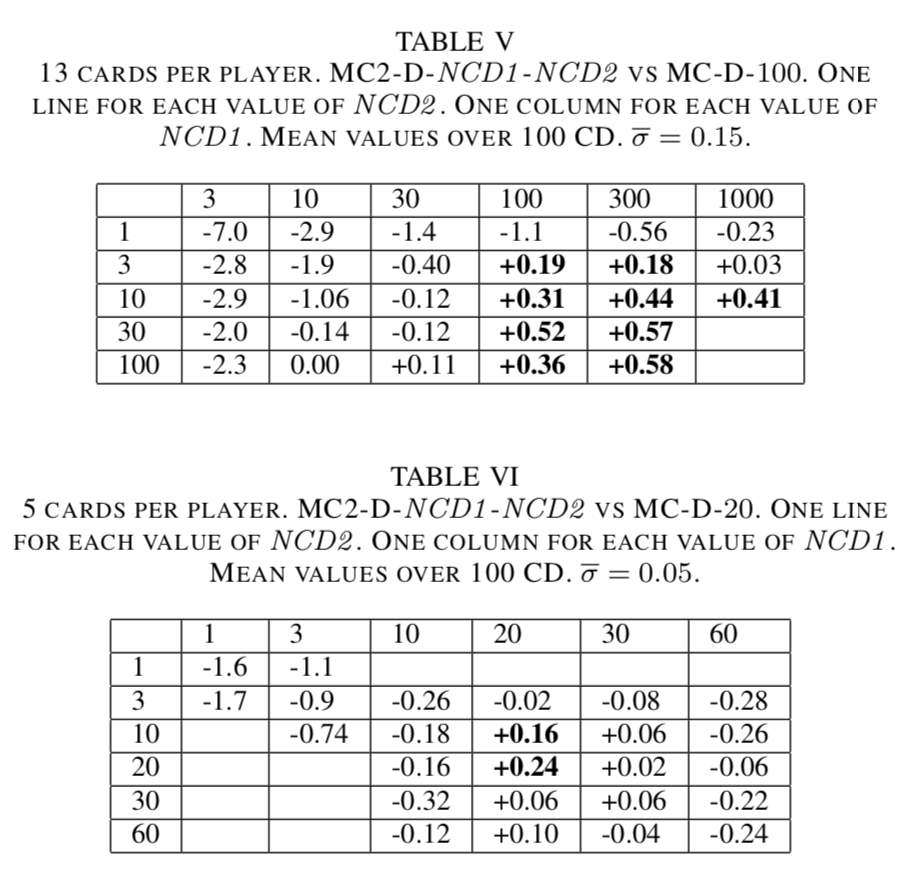 TABLE V
13 CARDS PER PLAYER. MC2-D-NCD1-NCD2 VS MC-D-100. ONE
LINE FOR EACH VALUE OF NCD2. ONE COLUMN FOR EACH VALUE OF
NCD1. MEAN VALUES OVER 100 CD. σ̅ = 0.15.
3 10 30 100 300 1000
1 -7.0 -2.9 -1.4 -1.1 -0.56 -0.23
3 -2.8 -1.9 -0.40 +0.19 +0.18 +0.03
10 -2.9 -1.06 -0.12 +0.31 +0.44 +0.41
30 -2.0 -0.14 -0.12 +0.52 +0.57
100 -2.3 0.00 +0.11 +0.36 +0.58
TABLE VI
5 CARDS PER PLAYER. MC2-D-NCD1-NCD2 VS MC-D-20. ONE LINE
FOR EACH VALUE OF NCD2. ONE COLUMN FOR EACH VALUE OF NCD1.
MEAN VALUES OVER 100 CD. σ̅ = 0.05.
1 3 10 20 30 60
1 -1.6 -1.1
3 -1.7 -0.9 -0.26 -0.02 -0.08 -0.28
10 -0.74 -0.18 +0.16 +0.06 -0.26
20 -0.16 +0.24 +0.02 -0.06
30 -0.32 +0.06 +0.06 -0.22
60 -0.12 +0.10 -0.04 -0.24